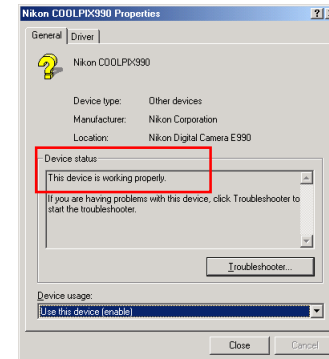 Nikon COOLPIX990 Properties
General
Driver
Nikon COOLPIX990
Device type: Other devices
Manufacturer: Nikon Corporation
Location: Nikon Digital Camera E990
Device status
This device is working properly.
If you are having problems with this device, click Troubleshooter to
start the troubleshooter.
Troubleshooter...
Device usage:
Use this device (enable)
Close
Cancel